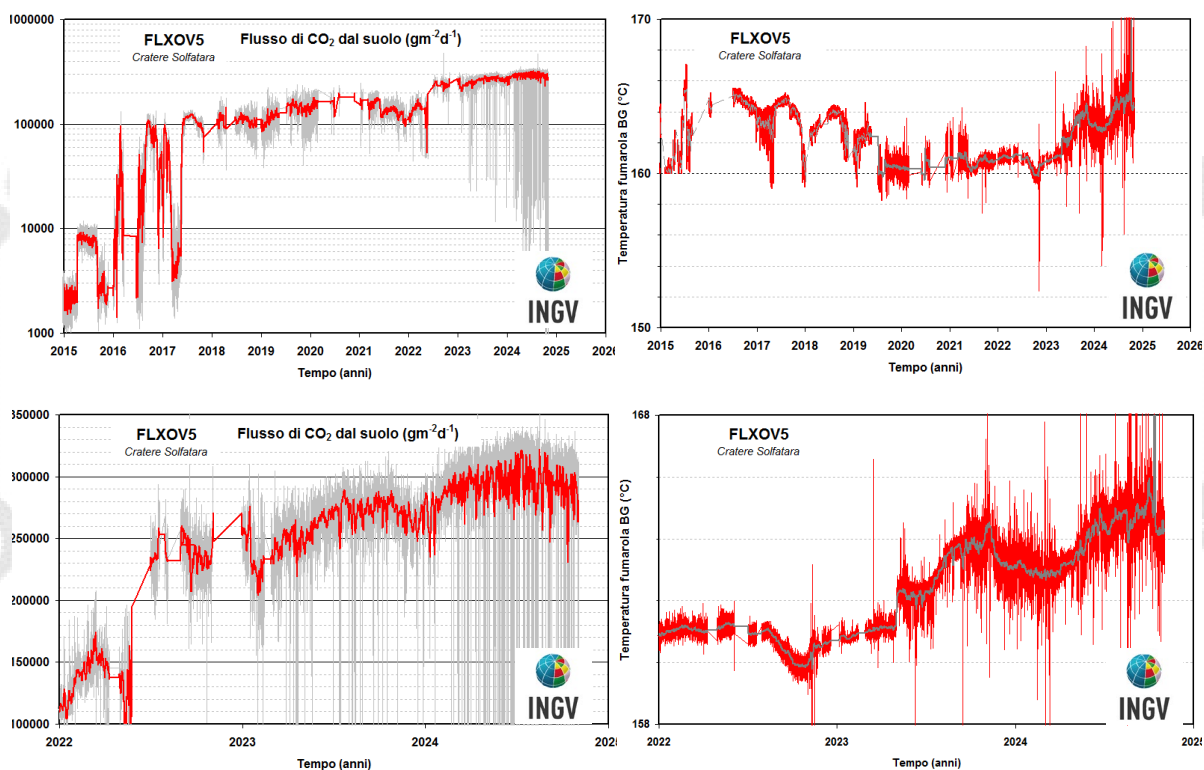 1000000
FLXOV5 Flusso di CO₂ dal suolo (gm⁻²d⁻¹)
Cratere Solfatara
100000
10000
1000
INGV
2015 2016 2017 2018 2019 2020 2021 2022 2023 2024 2025 2026
Tempo (anni)
170
FLXOV5
Cratere Solfatara
Temperatura fumarola BG (°C)
160
150
INGV
2015 2016 2017 2018 2019 2020 2021 2022 2023 2024 2025 2026
Tempo (anni)
350000
FLXOV5 Flusso di CO₂ dal suolo (gm⁻²d⁻¹)
Cratere Solfatara
300000
250000
200000
150000
100000
INGV
2022 2023 2024 2025
Tempo (anni)
168
FLXOV5
Cratere Solfatara
Temperatura fumarola BG (°C)
158
INGV
2022 2023 2024 2025
Tempo (anni)